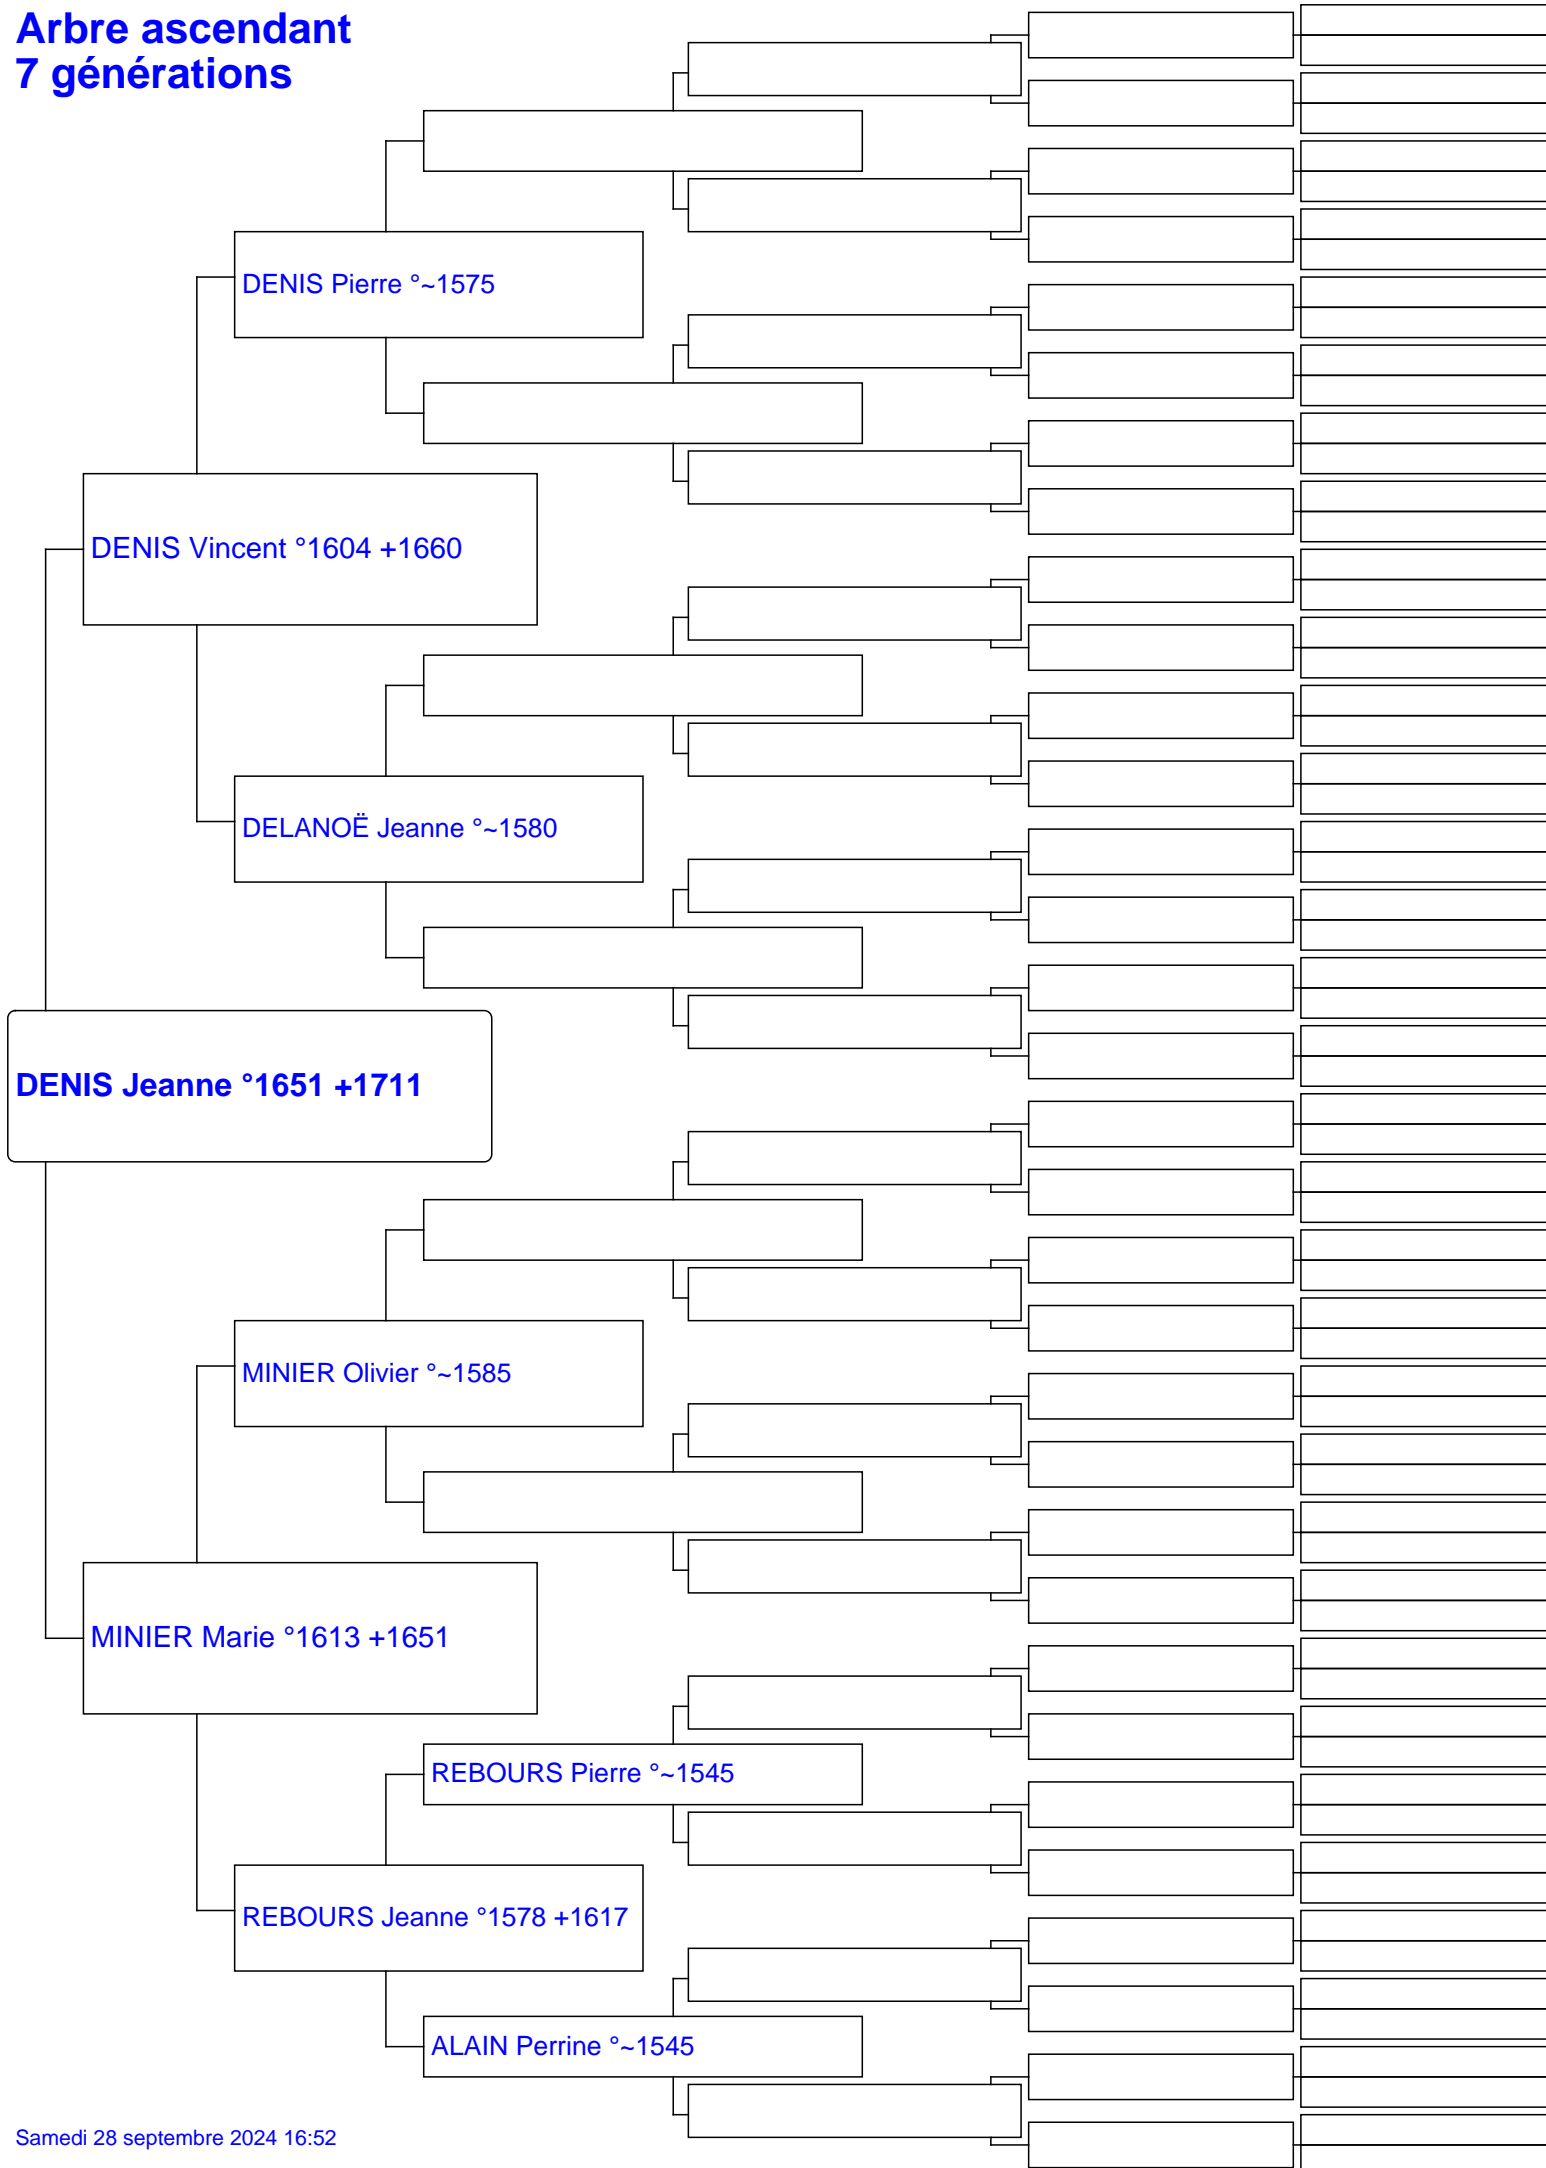 Arbre ascendant
7 générations
DENIS Pierre °~1575
DENIS Vincent °1604 +1660
DELANOË Jeanne °~1580
DENIS Jeanne °1651 +1711
MINIER Olivier °~1585
MINIER Marie °1613 +1651
REBOURS Pierre °~1545
REBOURS Jeanne °1578 +1617
ALAIN Perrine °~1545
Samedi 28 septembre 2024 16:52